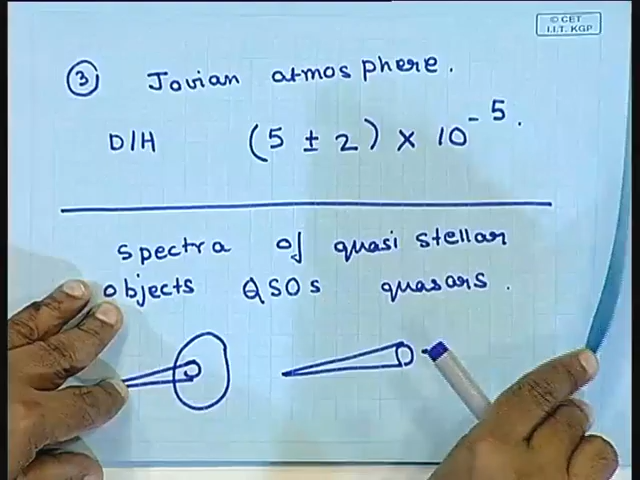 © CET
I.I.T. KGP
③ Jovian atmosphere.
D/H (5 ± 2) × 10⁻⁵.
Spectra of quasi stellar
objects QSOs quasars.